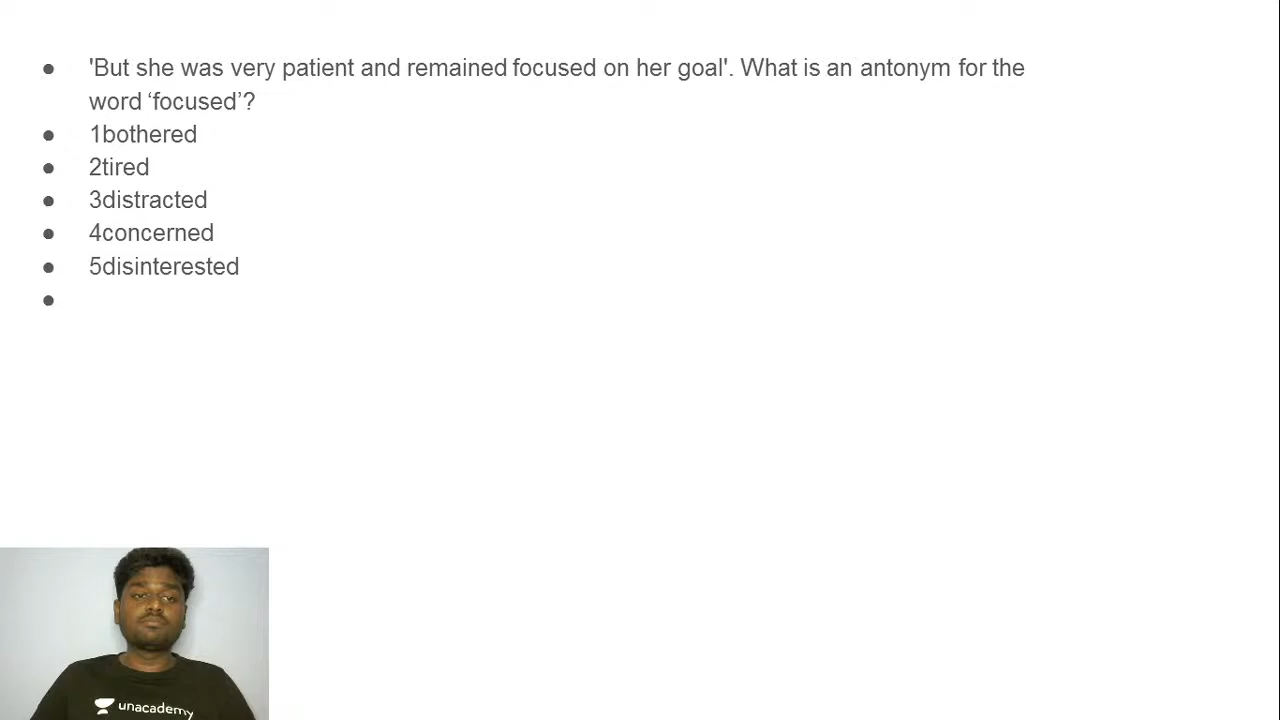 'But she was very patient and remained focused on her goal'. What is an antonym for the
word ‘focused’?
1bothered
2tired
3distracted
4concerned
5disinterested
unacademy